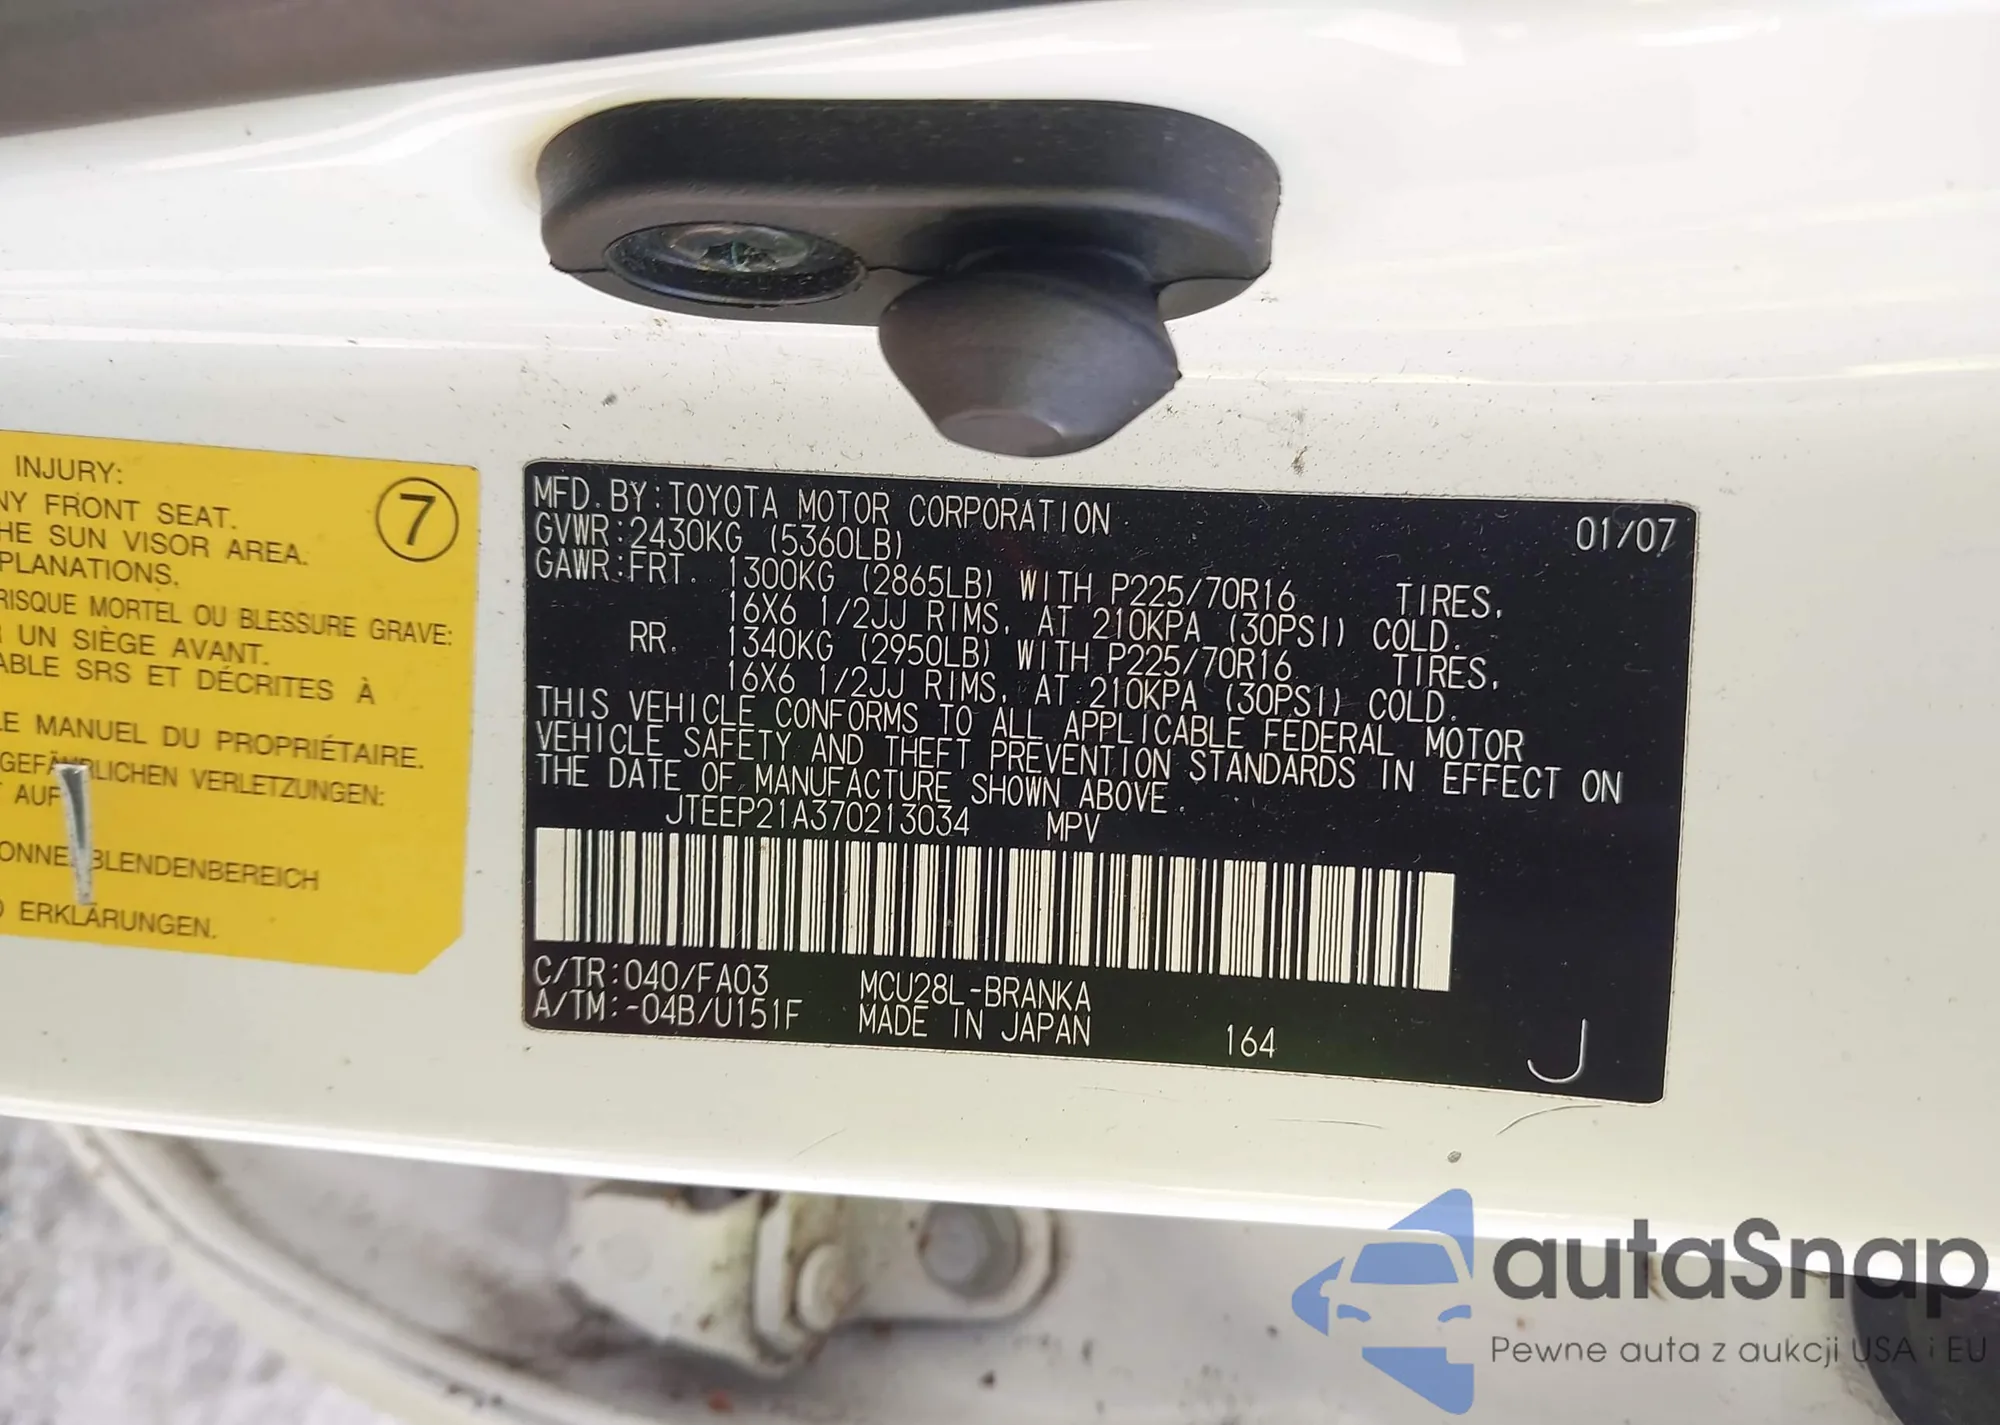 INJURY:
NY FRONT SEAT.
HE SUN VISOR AREA.
PLANATIONS.
RISQUE MORTEL OU BLESSURE GRAVE:
UN SIÈGE AVANT.
ABLE SRS ET DÉCRITES À
LE MANUEL DU PROPRIÉTAIRE.
GEFÄHRLICHEN VERLETZUNGEN:
AUF
ONNENBLENDENBEREICH
D ERKLÄRUNGEN.
7
MFD. BY: TOYOTA MOTOR CORPORATION 01/07
GVWR: 2430KG (5360LB)
GAWR: FRT. 1300KG (2865LB) WITH P225/70R16 TIRES,
16X6 1/2JJ RIMS, AT 210KPA (30PSI) COLD.
RR. 1340KG (2950LB) WITH P225/70R16 TIRES,
16X6 1/2JJ RIMS, AT 210KPA (30PSI) COLD.
THIS VEHICLE CONFORMS TO ALL APPLICABLE FEDERAL MOTOR
VEHICLE SAFETY AND THEFT PREVENTION STANDARDS IN EFFECT ON
THE DATE OF MANUFACTURE SHOWN ABOVE.
JTEEP21A370213034 MPV
C/TR: 040/FA03 MCU28L-BRANKA
A/TM: -04B/U151F MADE IN JAPAN 164 J
autaSnap
Pewne auta z aukcji USA i EU